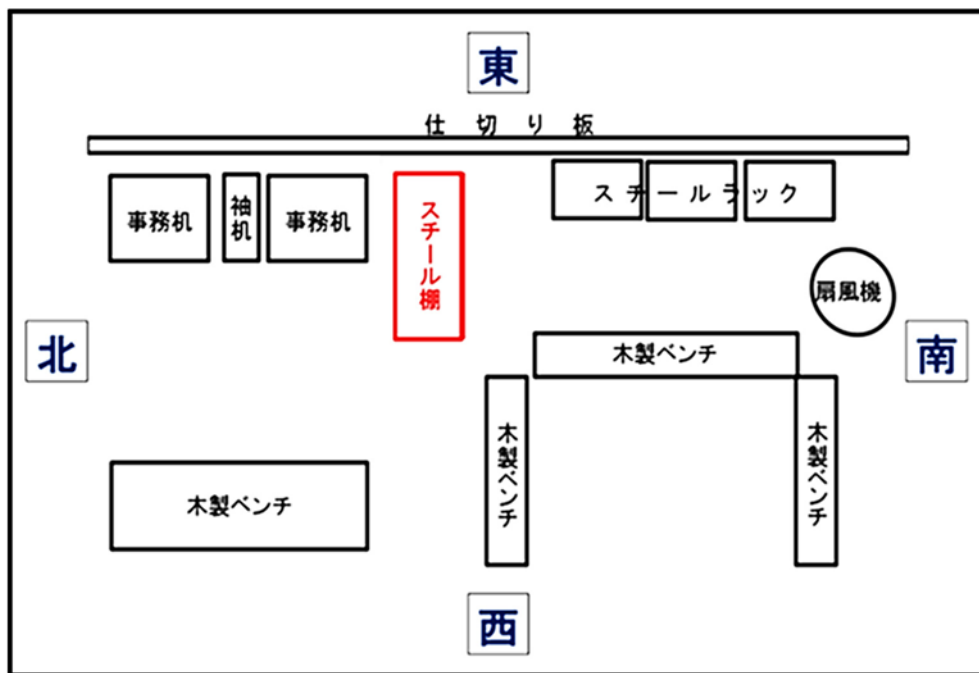 東
仕切り板
事務机
袖机
事務机
スチール棚
スチールラック
扇風機
北
南
木製ベンチ
木製ベンチ
木製ベンチ
木製ベンチ
西